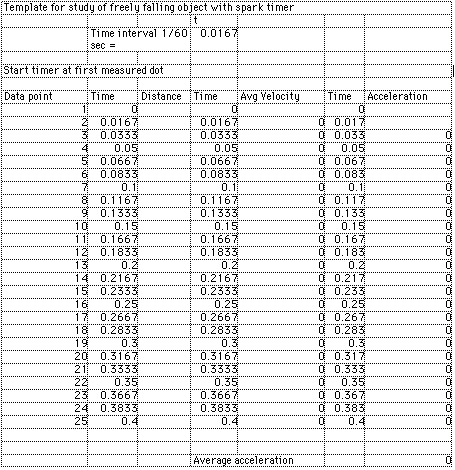 Template for study of freely falling object with spark timer
t
Time interval 1/60 0.0167
sec =
Start timer at first measured dot
Data point Time Distance Time Avg Velocity Time Acceleration
1 0 0 0
2 0.0167 0.0167 0 0.017
3 0.0333 0.0333 0 0.033 0
4 0.05 0.05 0 0.05 0
5 0.0667 0.0667 0 0.067 0
6 0.0833 0.0833 0 0.083 0
7 0.1 0.1 0 0.1 0
8 0.1167 0.1167 0 0.117 0
9 0.1333 0.1333 0 0.133 0
10 0.15 0.15 0 0.15 0
11 0.1667 0.1667 0 0.167 0
12 0.1833 0.1833 0 0.183 0
13 0.2 0.2 0 0.2 0
14 0.2167 0.2167 0 0.217 0
15 0.2333 0.2333 0 0.233 0
16 0.25 0.25 0 0.25 0
17 0.2667 0.2667 0 0.267 0
18 0.2833 0.2833 0 0.283 0
19 0.3 0.3 0 0.3 0
20 0.3167 0.3167 0 0.317 0
21 0.3333 0.3333 0 0.333 0
22 0.35 0.35 0 0.35 0
23 0.3667 0.3667 0 0.367 0
24 0.3833 0.3833 0 0.383 0
25 0.4 0.4 0 0.4 0
Average acceleration 0